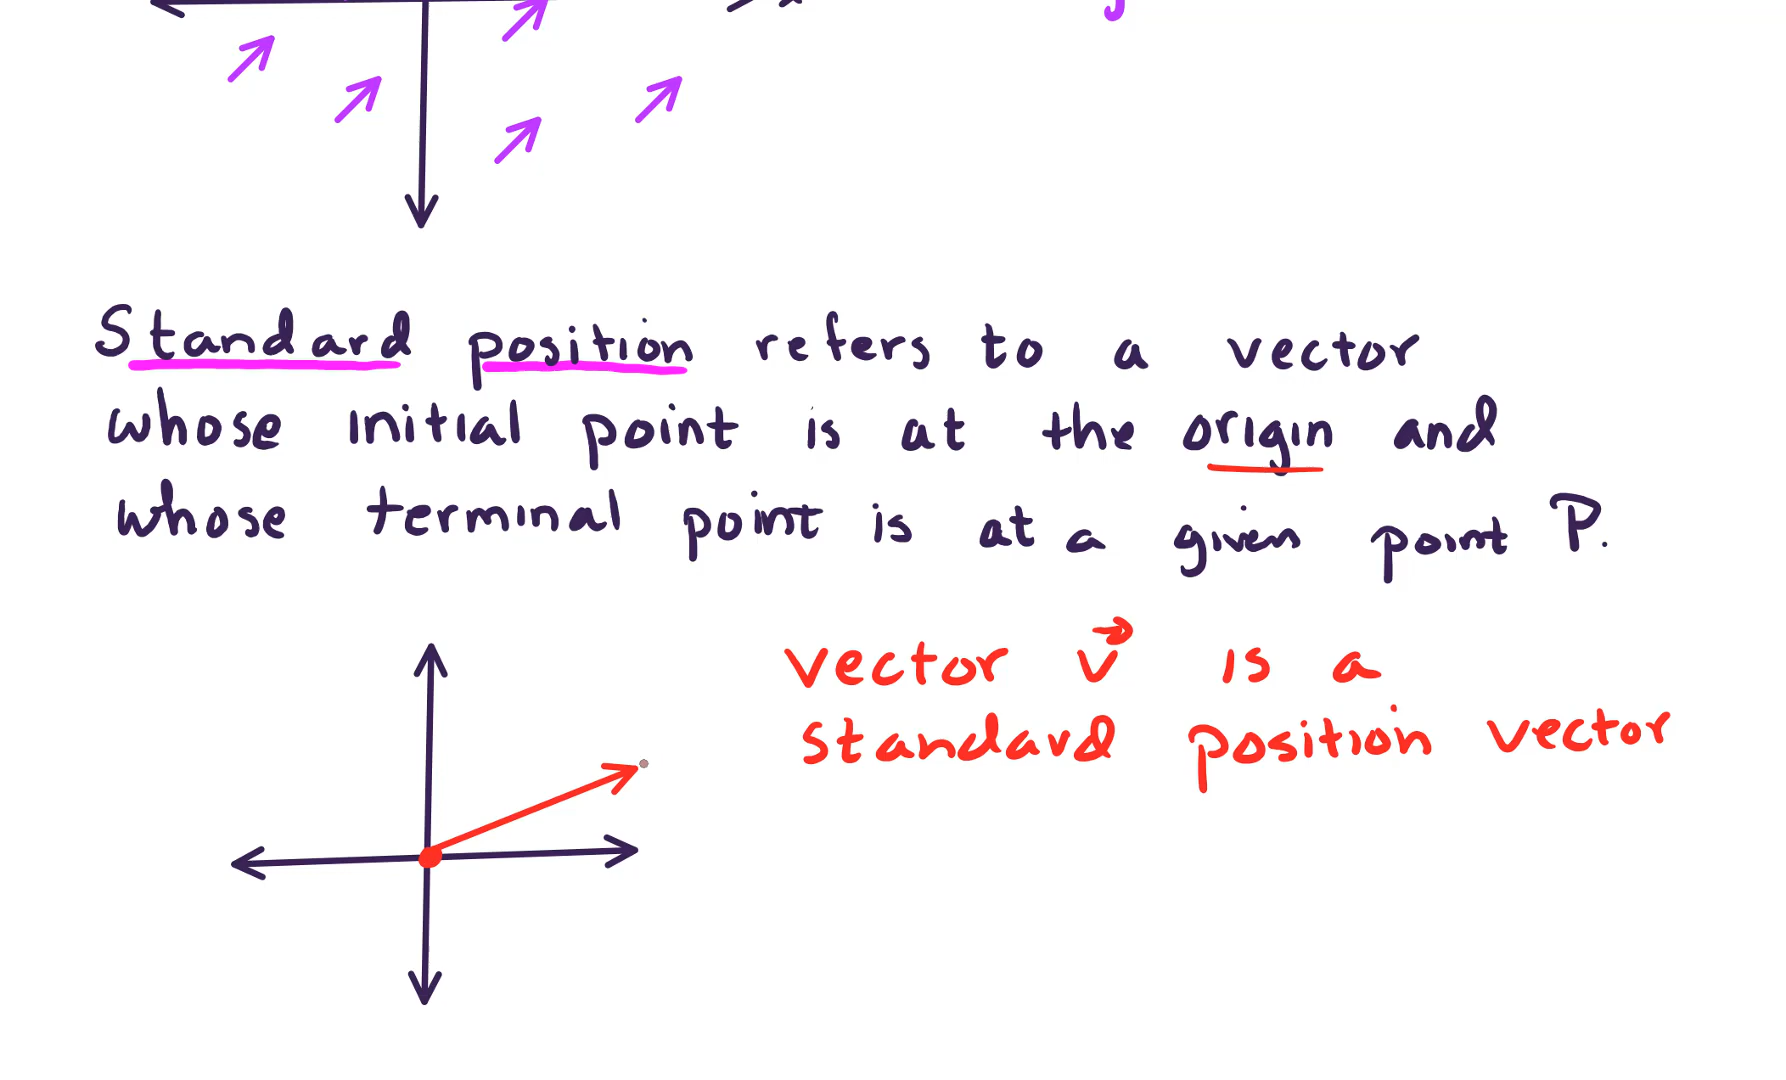 Standard position refers to a vector
whose initial point is at the origin and
whose terminal point is at a given point P.
vector v⃗ is a
standard position vector